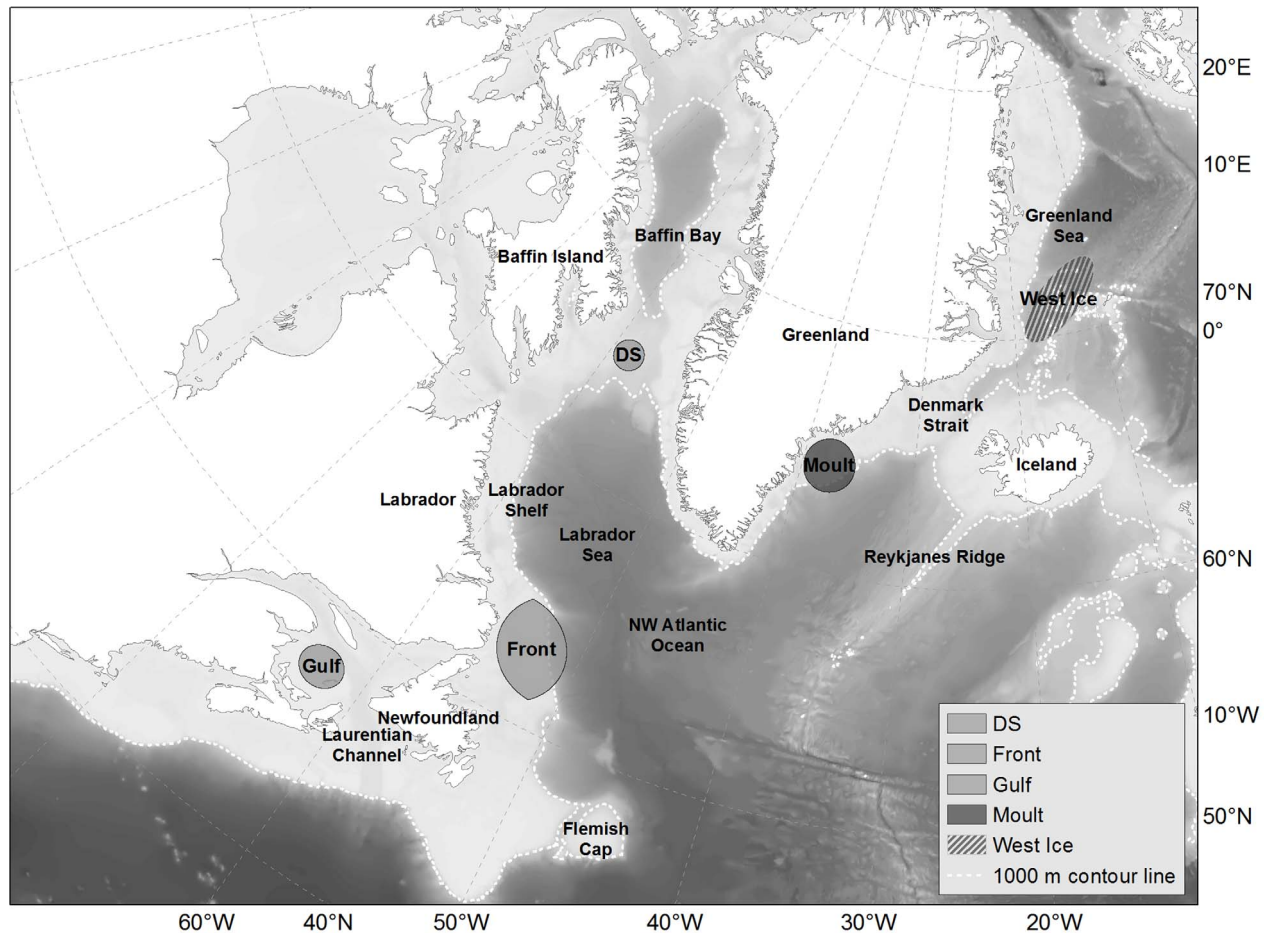 20°E
10°E
Greenland
Sea
Baffin Bay
Baffin Island
70°N
West Ice
0°
Greenland
DS
Denmark
Strait
Moult
Iceland
Labrador
Labrador
Shelf
Labrador
Sea
Reykjanes Ridge
60°N
NW Atlantic
Ocean
Front
Gulf
Newfoundland
Laurentian
Channel
10°W
Flemish
Cap
50°N
DS
Front
Gulf
Moult
West Ice
1000 m contour line
60°W
40°N
50°W
40°W
30°W
20°W